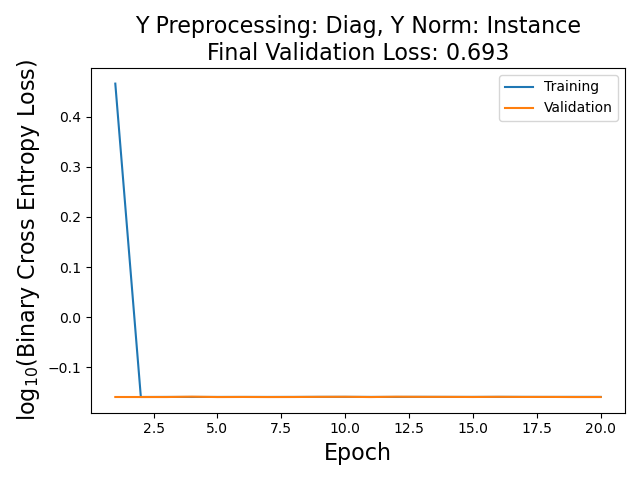 Y Preprocessing: Diag, Y Norm: Instance
Final Validation Loss: 0.693
Training
Validation
log10(Binary Cross Entropy Loss)
0.4
0.3
0.2
0.1
0.0
−0.1
2.5 5.0 7.5 10.0 12.5 15.0 17.5 20.0
Epoch